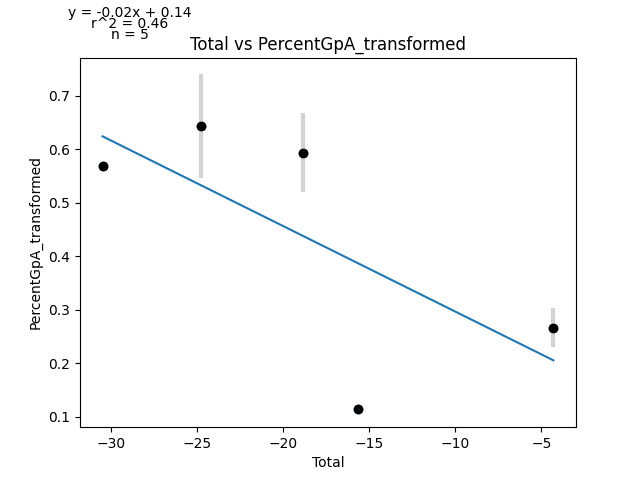 y = -0.02x + 0.14
r^2 = 0.46
n = 5
Total vs PercentGpA_transformed
PercentGpA_transformed
0.7
0.6
0.5
0.4
0.3
0.2
0.1
−30 −25 −20 −15 −10 −5
Total